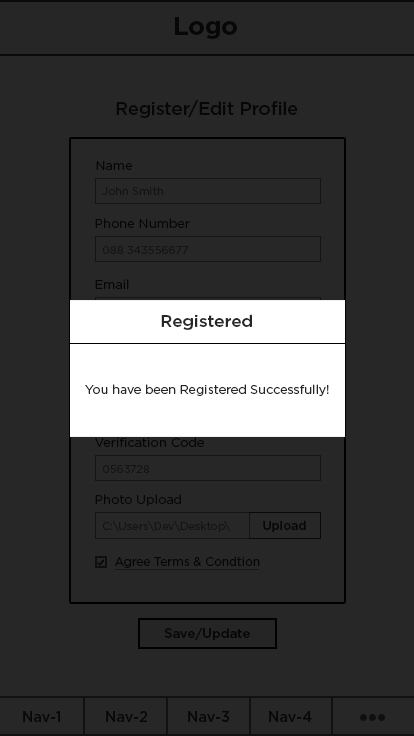 Logo
Register/Edit Profile
Name
John Smith
Phone Number
088 343556677
Email
Registered
You have been Registered Successfully!
Verification Code
0563728
Photo Upload
C:\Users\Dav\Desktop\ Upload
Agree Terms & Condtion
Save/Update
Nav-1 Nav-2 Nav-3 Nav-4